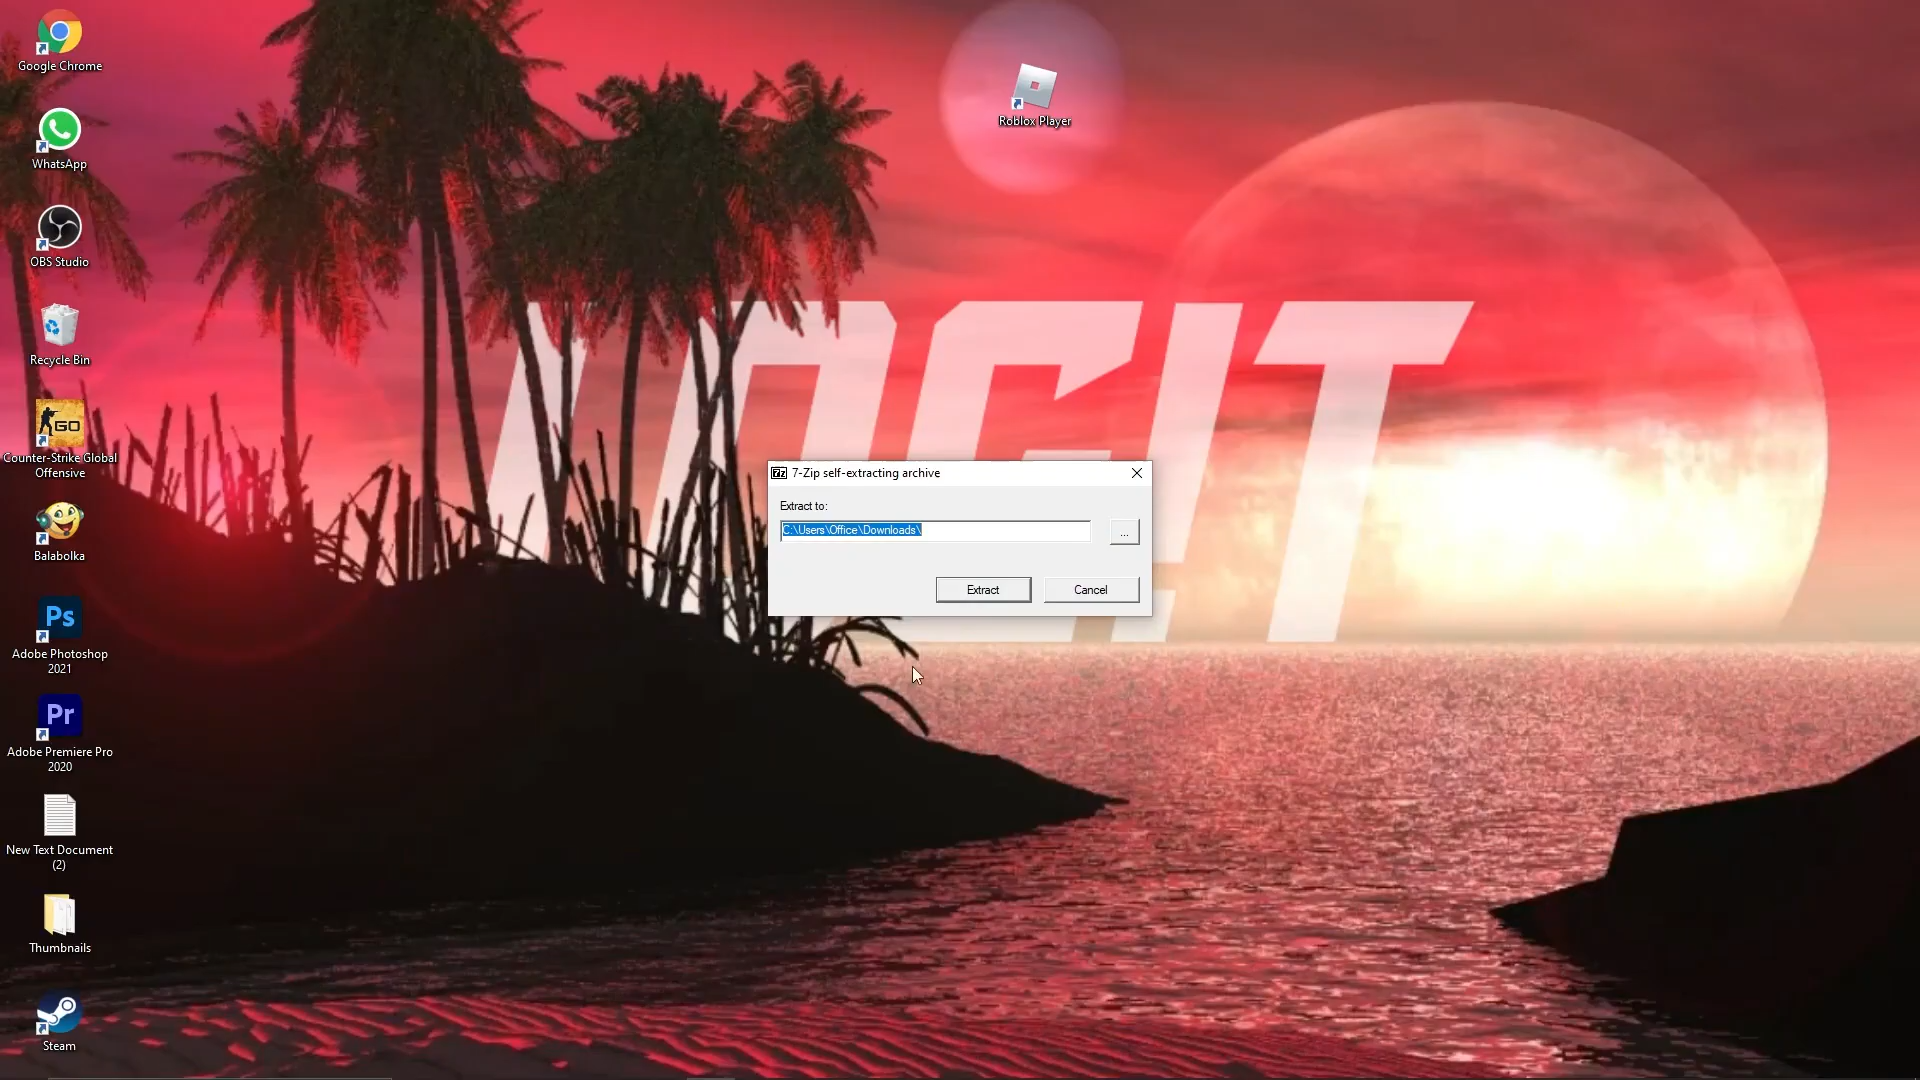 Google Chrome
WhatsApp
OBS Studio
Recycle Bin
GO
Counter-Strike Global
Offensive
Balabolka
Ps
Adobe Photoshop
2021
Pr
Adobe Premiere Pro
2020
New Text Document
(2)
Thumbnails
Steam
Roblox Player
7z 7-Zip self-extracting archive
Extract to:
C:\Users\Office\Downloads\
...
Extract
Cancel